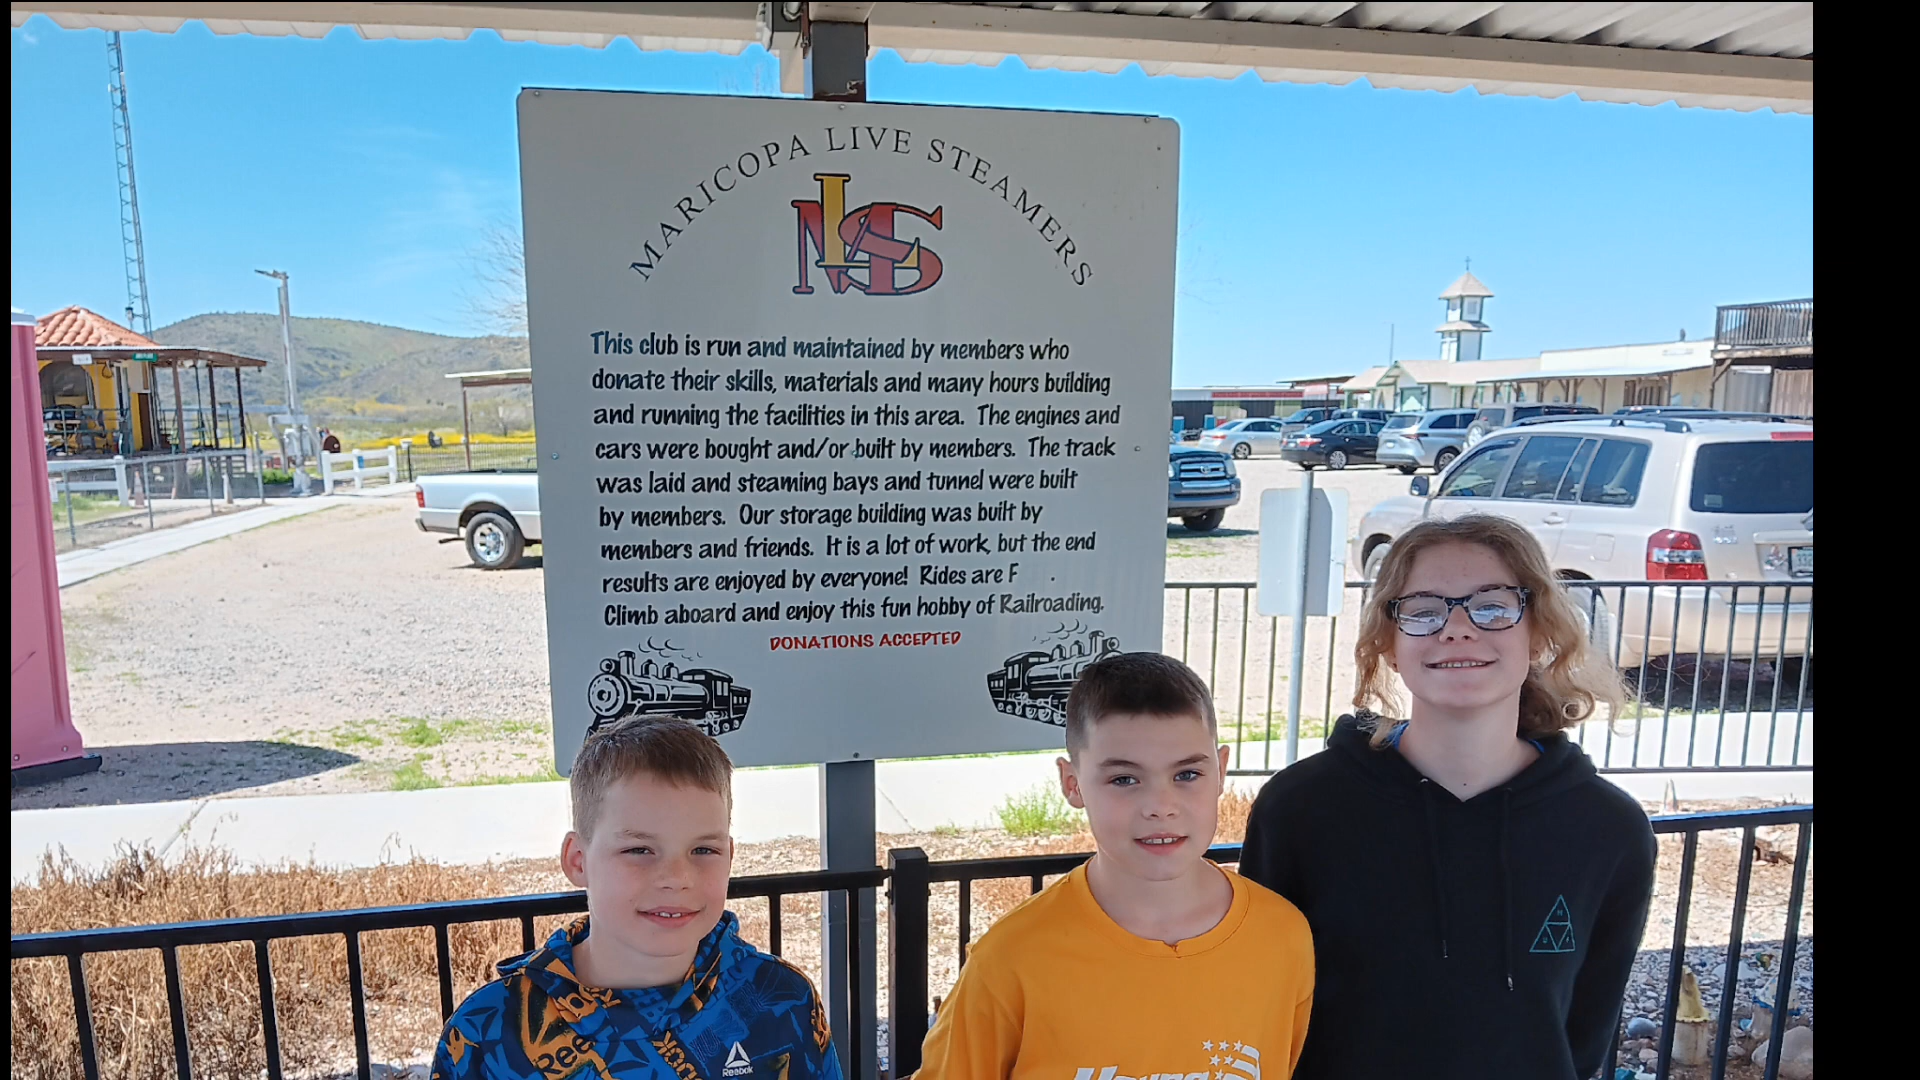 MARICOPA LIVE STEAMERS
MLS
This club is run and maintained by members who
donate their skills, materials and many hours building
and running the facilities in this area. The engines and
cars were bought and/or built by members. The track
was laid and steaming bays and tunnel were built
by members. Our storage building was built by
members and friends. It is a lot of work, but the end
results are enjoyed by everyone! Rides are F .
Climb aboard and enjoy this fun hobby of Railroading.
DONATIONS ACCEPTED
Reebok